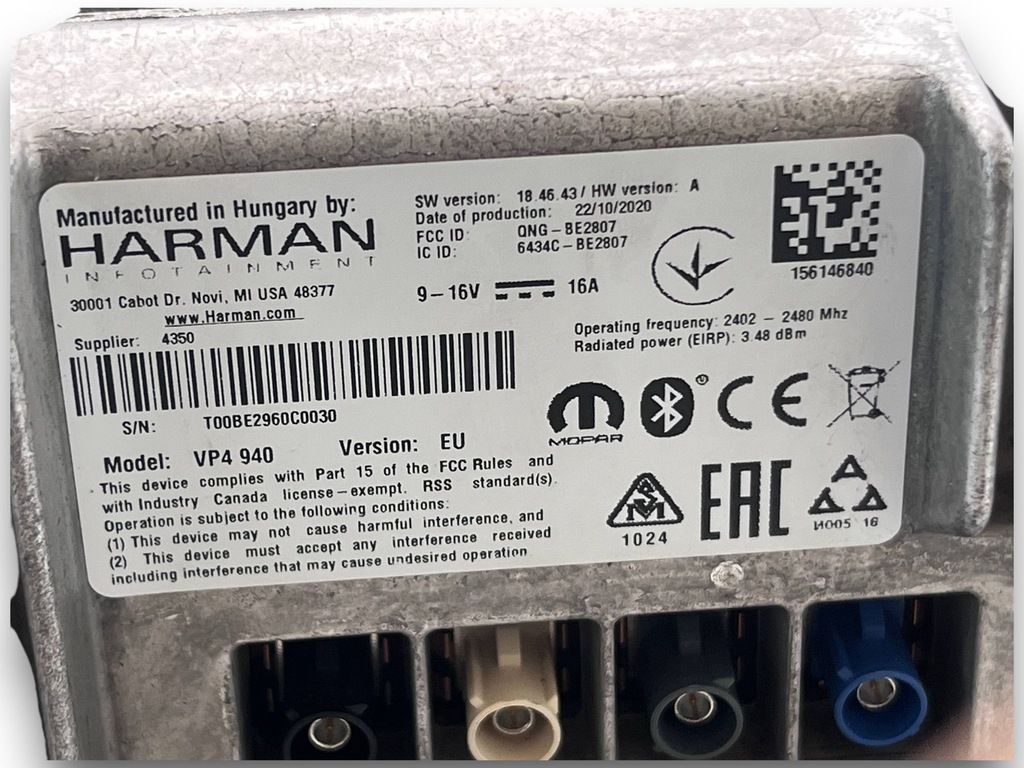 Manufactured in Hungary by:
HARMAN
INFOTAINMENT
30001 Cabot Dr. Novi, MI USA 48377
www.Harman.com
Supplier: 4350
S/N: T00BE2960C0030
Model: VP4 940 Version: EU
This device complies with Part 15 of the FCC Rules and
with Industry Canada license-exempt. RSS standard(s).
Operation is subject to the following conditions:
(1) This device may not cause harmful interference, and
(2) This device must accept any interference received
including interference that may cause undesired operation
SW version: 18.46.43 / HW version: A
Date of production: 22/10/2020
FCC ID: QNG-BE2807
IC ID: 6434C-BE2807
9-16V 16A
156146840
Operating frequency: 2402 - 2480 Mhz
Radiated power (EIRP): 3.48 dBm
MOPAR
CE
1024
EAC
И005 16